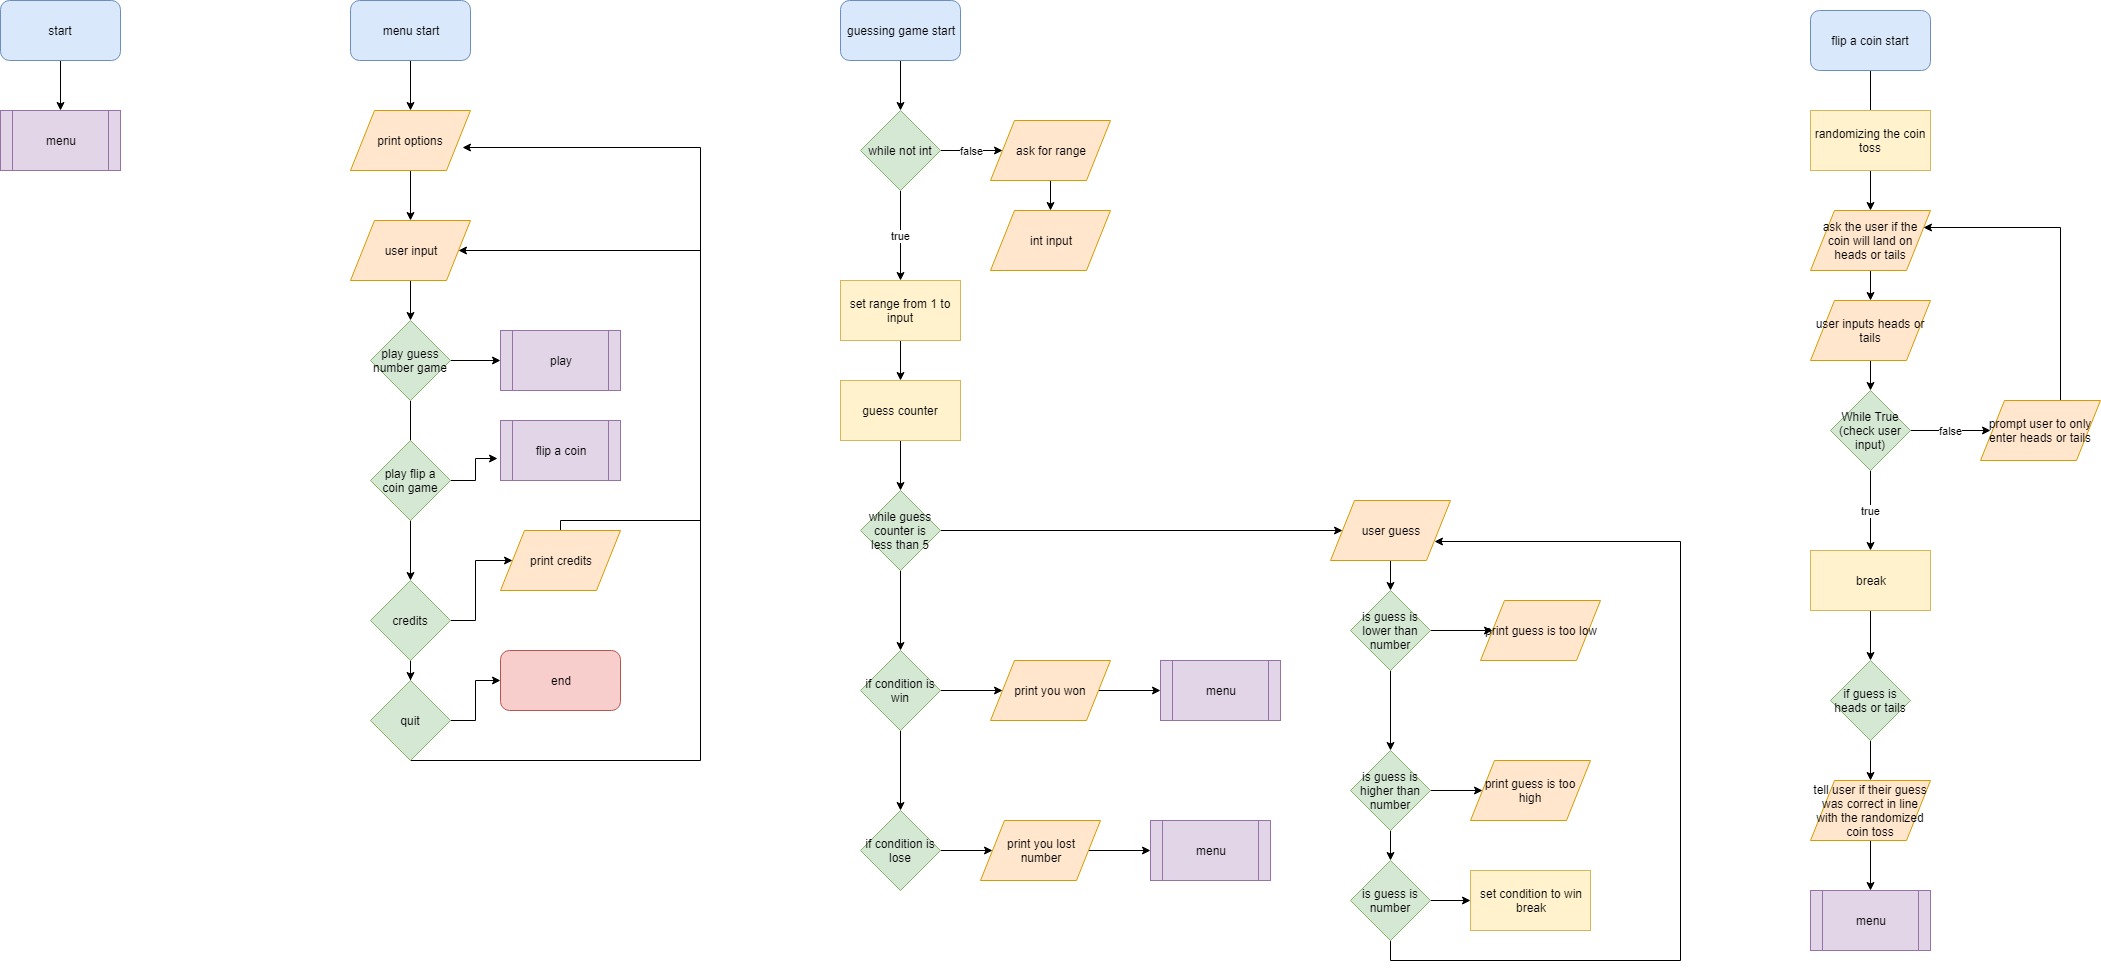 start
menu
menu start
print options
user input
play guess
number game
play
play flip a
coin game
flip a coin
credits
print credits
quit
end
guessing game start
while not int
false
ask for range
int input
true
set range from 1 to
input
guess counter
while guess
counter is
less than 5
user guess
is guess is
lower than
number
print guess is too low
is guess is
higher than
number
print guess is too
high
is guess is
number
set condition to win
break
if condition is
win
print you won
menu
if condition is
lose
print you lost
number
menu
flip a coin start
randomizing the coin
toss
ask the user if the
coin will land on
heads or tails
user inputs heads or
tails
While True
(check user
input)
false
prompt user to only
enter heads or tails
true
break
if guess is
heads or tails
tell user if their guess
was correct in line
with the randomized
coin toss
menu